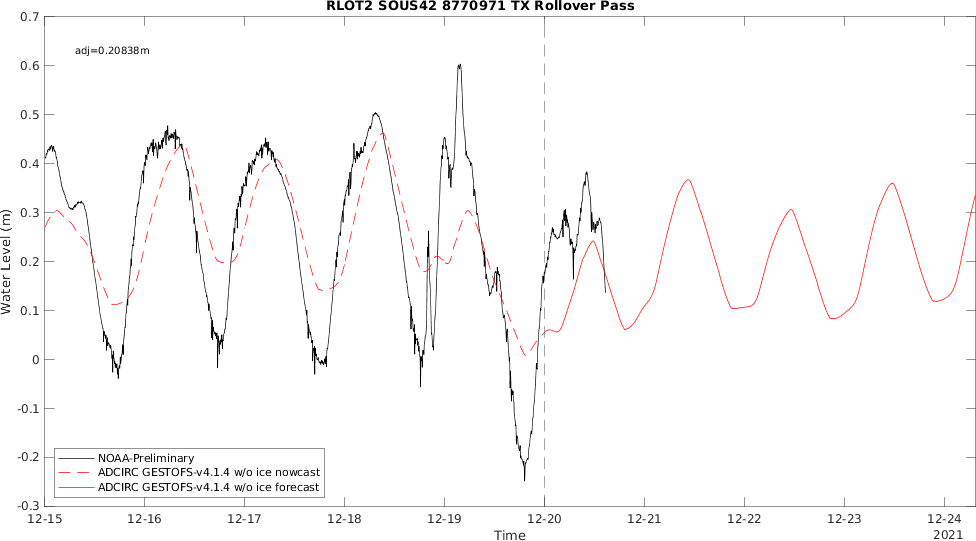 RLOT2 SOUS42 8770971 TX Rollover Pass
0.7
0.6
0.5
0.4
0.3
0.2
0.1
0
-0.1
-0.2
-0.3
Water Level (m)
adj=0.20838m
NOAA-Preliminary
ADCIRC GESTOFS-v4.1.4 w/o ice nowcast
ADCIRC GESTOFS-v4.1.4 w/o ice forecast
12-15 12-16 12-17 12-18 12-19 12-20 12-21 12-22 12-23 12-24
Time
2021